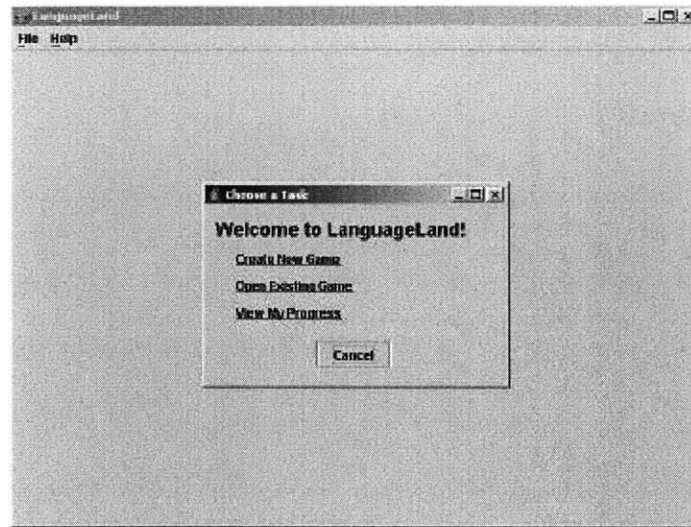 LanguageLand
File Help
Choose a Task
Welcome to LanguageLand!
Create New Game
Open Existing Game
View My Progress
Cancel